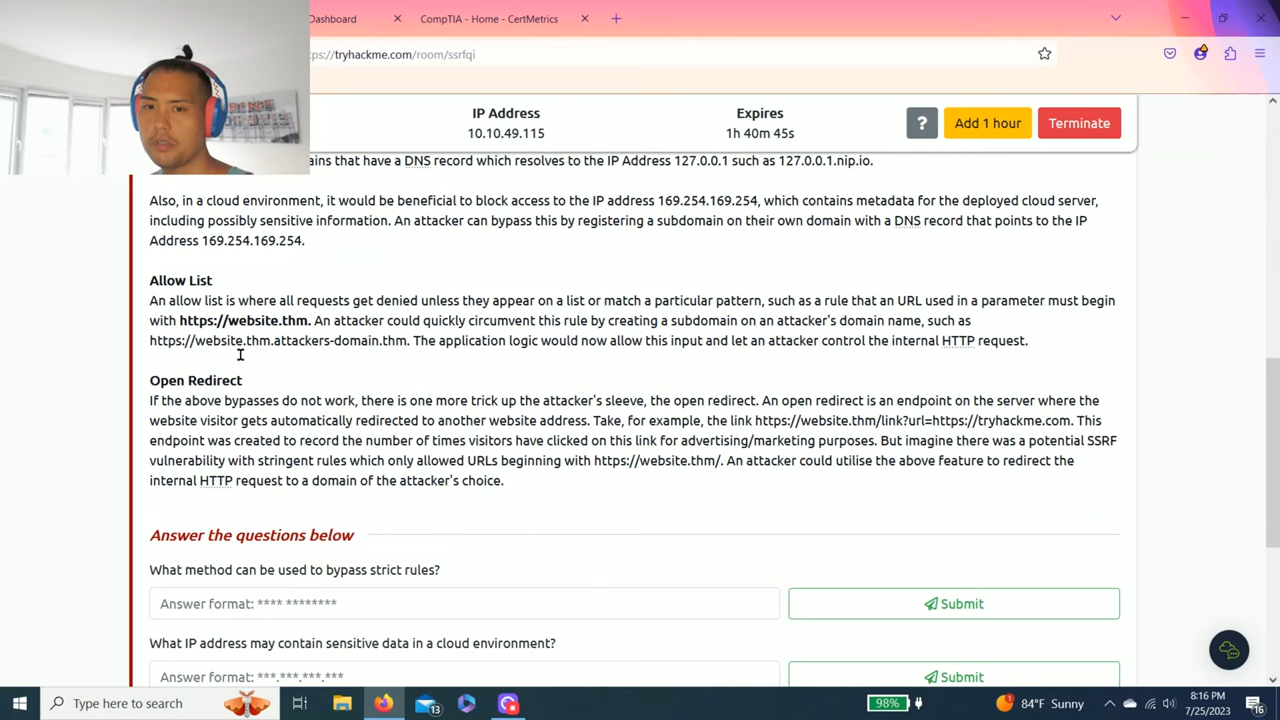 Dashboard
CompTIA - Home - CertMetrics
tryhackme.com/room/ssrfqi
IP Address
10.10.49.115
Expires
1h 40m 45s
?
Add 1 hour
Terminate
that have a DNS record which resolves to the IP Address 127.0.0.1 such as 127.0.0.1.nip.io.
Also, in a cloud environment, it would be beneficial to block access to the IP address 169.254.169.254, which contains metadata for the deployed cloud server,
including possibly sensitive information. An attacker can bypass this by registering a subdomain on their own domain with a DNS record that points to the IP
Address 169.254.169.254.
Allow List
An allow list is where all requests get denied unless they appear on a list or match a particular pattern, such as a rule that an URL used in a parameter must begin
with https://website.thm. An attacker could quickly circumvent this rule by creating a subdomain on an attacker's domain name, such as
https://website.thm.attackers-domain.thm. The application logic would now allow this input and let an attacker control the internal HTTP request.
Open Redirect
If the above bypasses do not work, there is one more trick up the attacker's sleeve, the open redirect. An open redirect is an endpoint on the server where the
website visitor gets automatically redirected to another website address. Take, for example, the link https://website.thm/link?url=https://tryhackme.com. This
endpoint was created to record the number of times visitors have clicked on this link for advertising/marketing purposes. But imagine there was a potential SSRF
vulnerability with stringent rules which only allowed URLs beginning with https://website.thm/. An attacker could utilise the above feature to redirect the
internal HTTP request to a domain of the attacker's choice.
Answer the questions below
What method can be used to bypass strict rules?
Answer format: **** ********
Submit
What IP address may contain sensitive data in a cloud environment?
Answer format: ***.***.***.***
Submit
Type here to search
13
98%
84°F Sunny
8:16 PM
7/25/2023
16